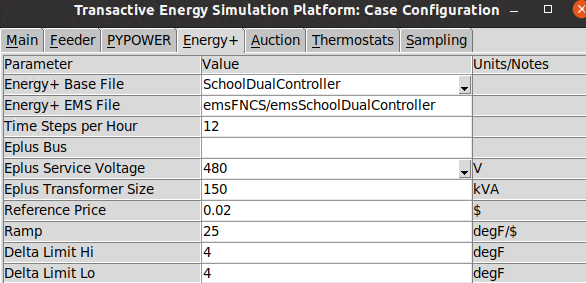 Transactive Energy Simulation Platform: Case Configuration
Main Feeder PYPOWER Energy+ Auction Thermostats Sampling
Parameter Value Units/Notes
Energy+ Base File SchoolDualController
Energy+ EMS File emsFNCS/emsSchoolDualController
Time Steps per Hour 12
Eplus Bus
Eplus Service Voltage 480 V
Eplus Transformer Size 150 kVA
Reference Price 0.02 $
Ramp 25 degF/$
Delta Limit Hi 4 degF
Delta Limit Lo 4 degF